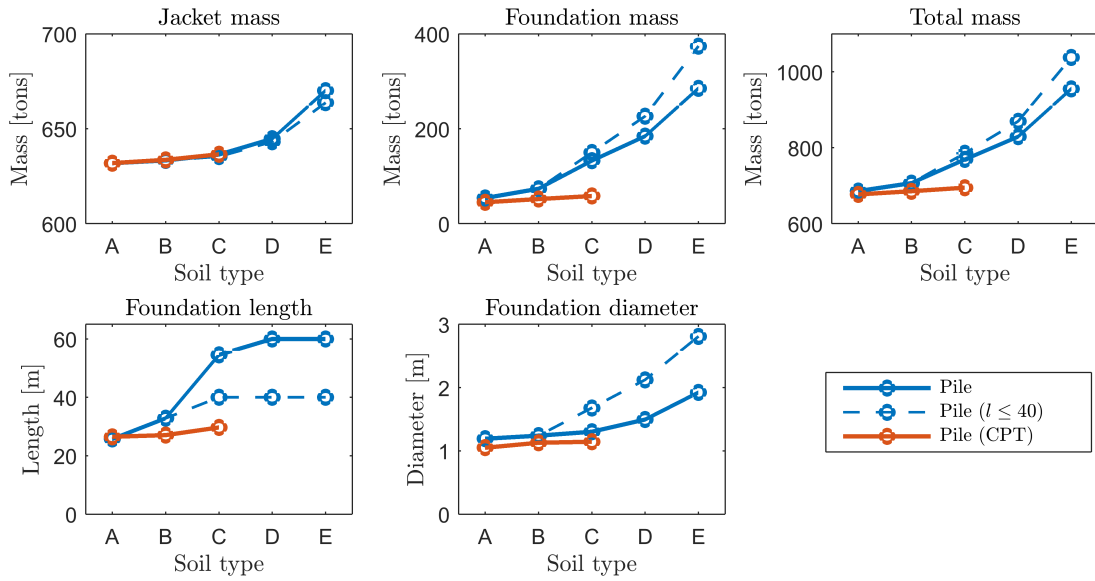 Jacket mass
Foundation mass
Total mass
700
650
600
Mass [tons]
A B C D E
Soil type
400
200
0
Mass [tons]
A B C D E
Soil type
1000
800
600
Mass [tons]
A B C D E
Soil type
Foundation length
Foundation diameter
60
40
20
0
Length [m]
A B C D E
Soil type
3
2
1
0
Diameter [m]
A B C D E
Soil type
Pile
Pile (l ≤ 40)
Pile (CPT)